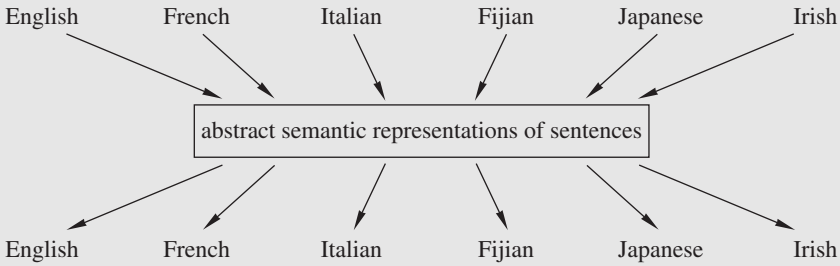 English French Italian Fijian Japanese Irish
abstract semantic representations of sentences
English French Italian Fijian Japanese Irish